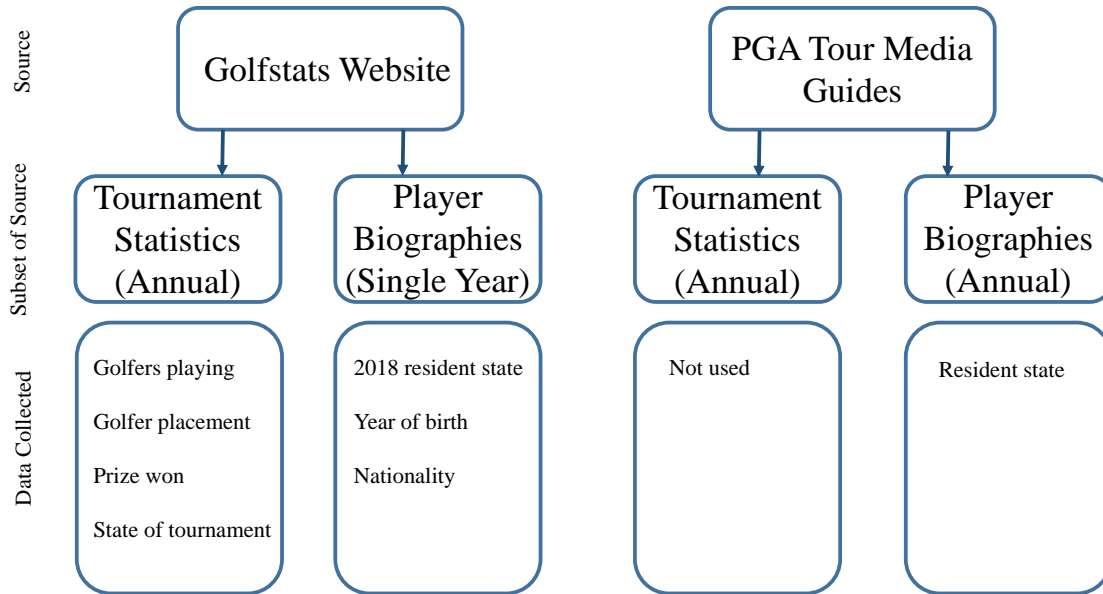 Source
Golfstats Website
PGA Tour Media
Guides
Subset of Source
Tournament
Statistics
(Annual)
Player
Biographies
(Single Year)
Tournament
Statistics
(Annual)
Player
Biographies
(Annual)
Data Collected
Golfers playing
Golfer placement
Prize won
State of tournament
2018 resident state
Year of birth
Nationality
Not used
Resident state